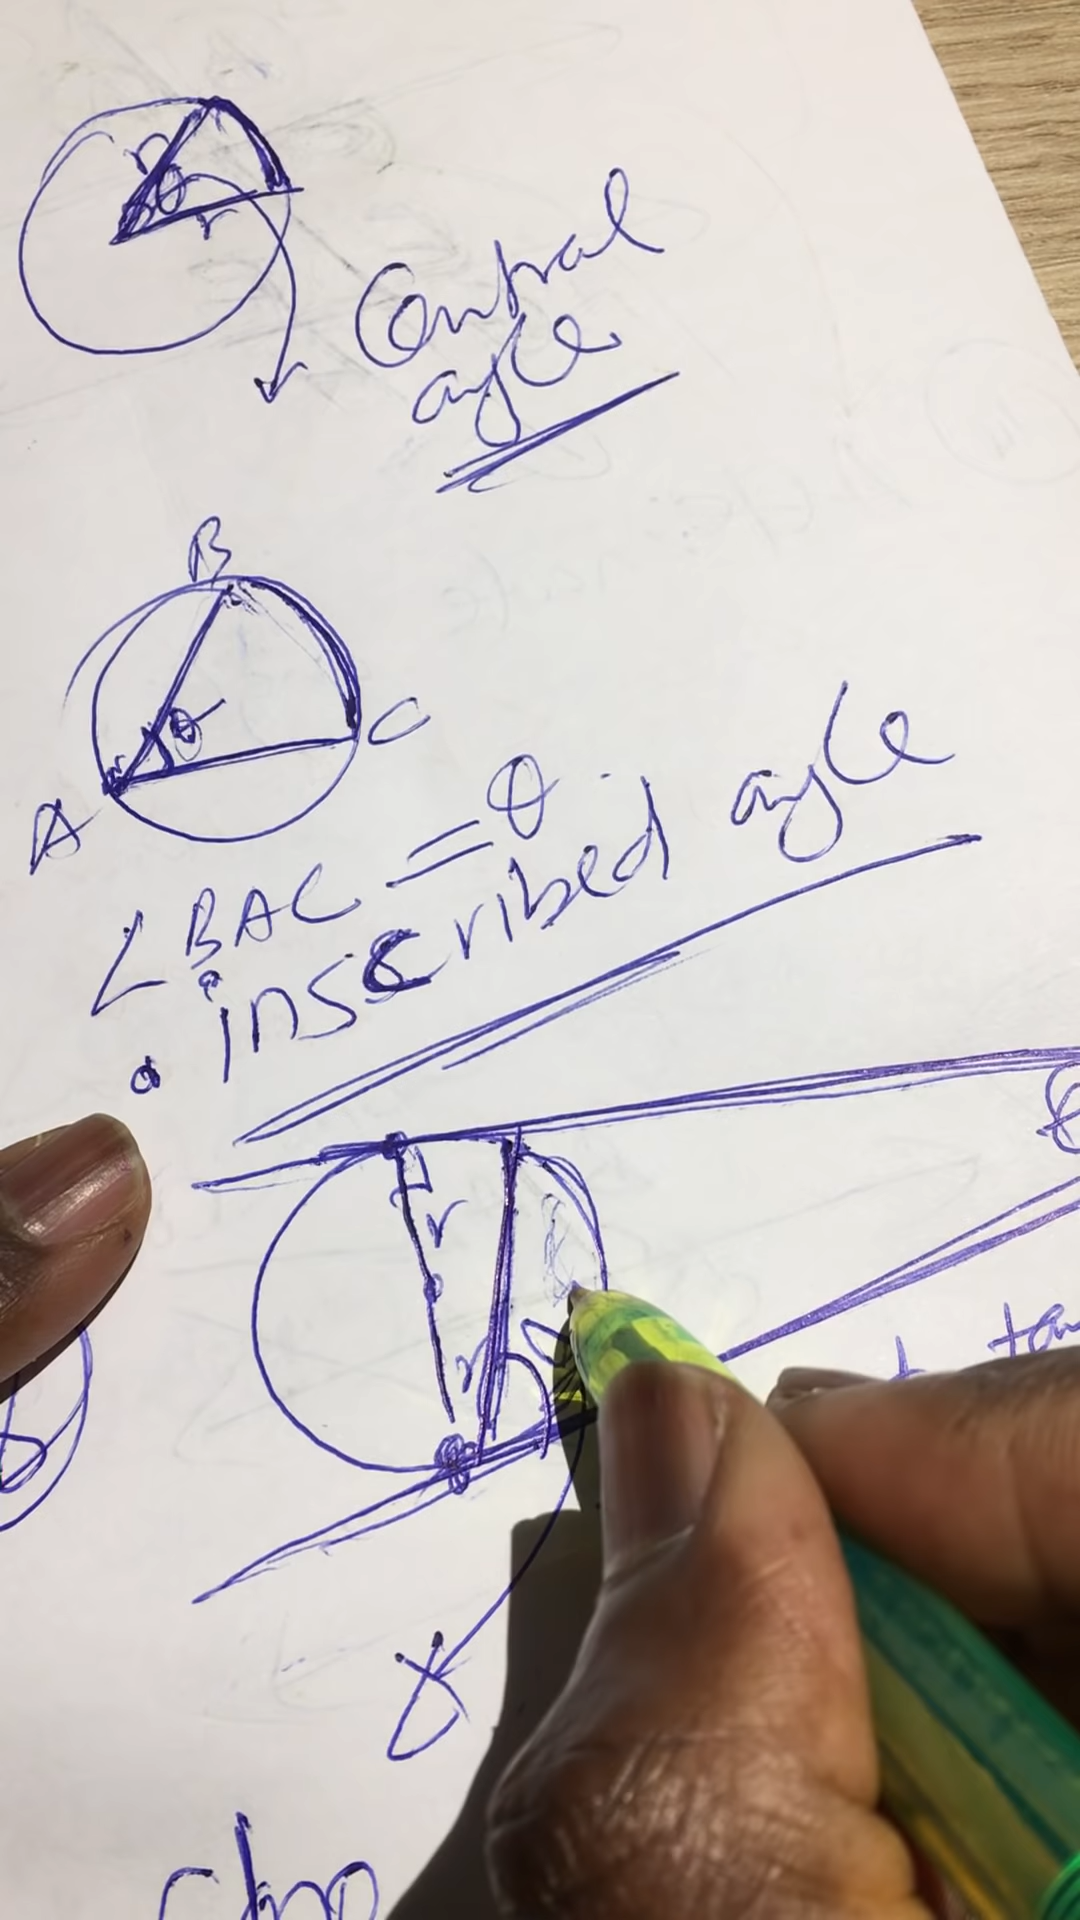 r
θ
r
Central
angle
B
θ
C
A
∠BAC = θ
inscribed angle
r
r